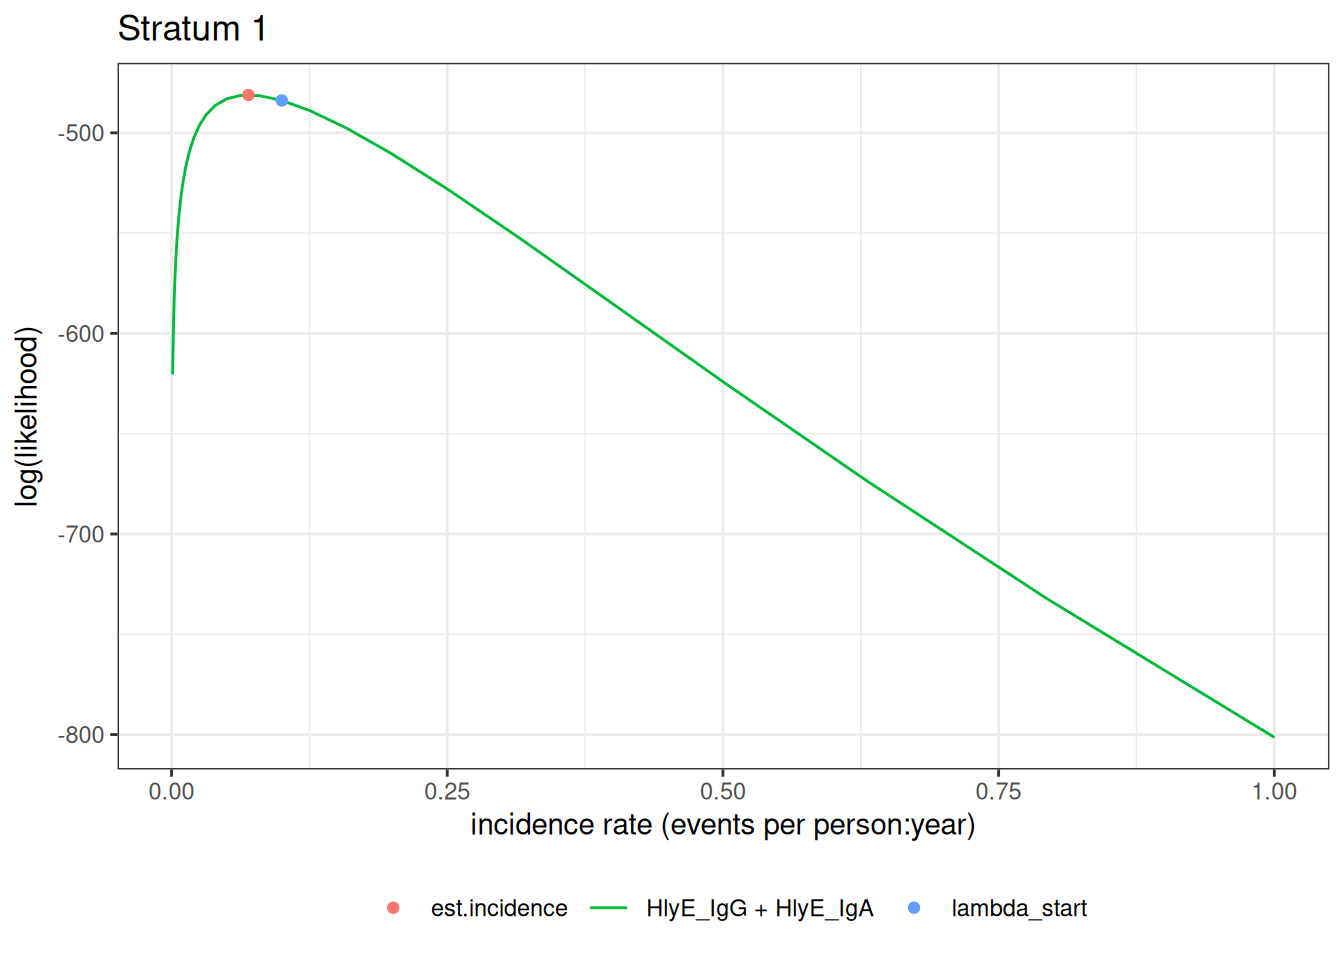 Stratum 1
log(likelihood)
-500
-600
-700
-800
0.00 0.25 0.50 0.75 1.00
incidence rate (events per person:year)
est.incidence HlyE_IgG + HlyE_IgA lambda_start